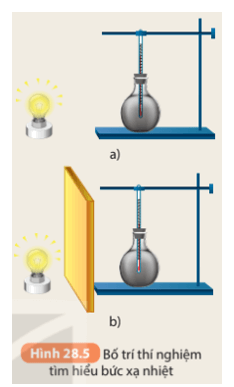 a)
b)
Hình 28.5 Bố trí thí nghiệm
tìm hiểu bức xạ nhiệt